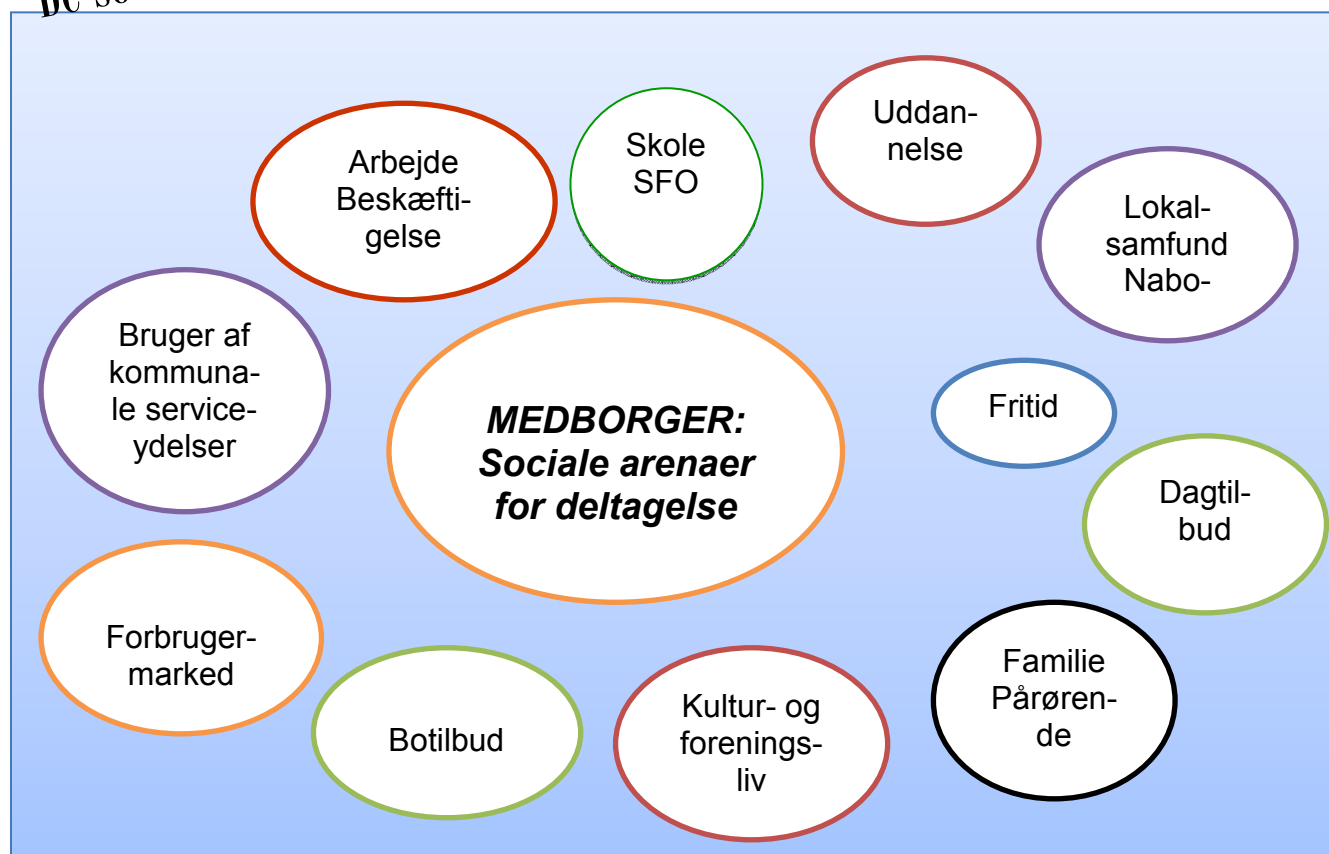 Arbejde
Beskæfti-
gelse
Skole
SFO
Uddan-
nelse
Lokal-
samfund
Nabo-
Bruger af
kommuna-
le service-
ydelser
MEDBORGER:
Sociale arenaer
for deltagelse
Fritid
Dagtil-
bud
Forbruger-
marked
Botilbud
Kultur- og
forenings-
liv
Familie
Pårøren-
de